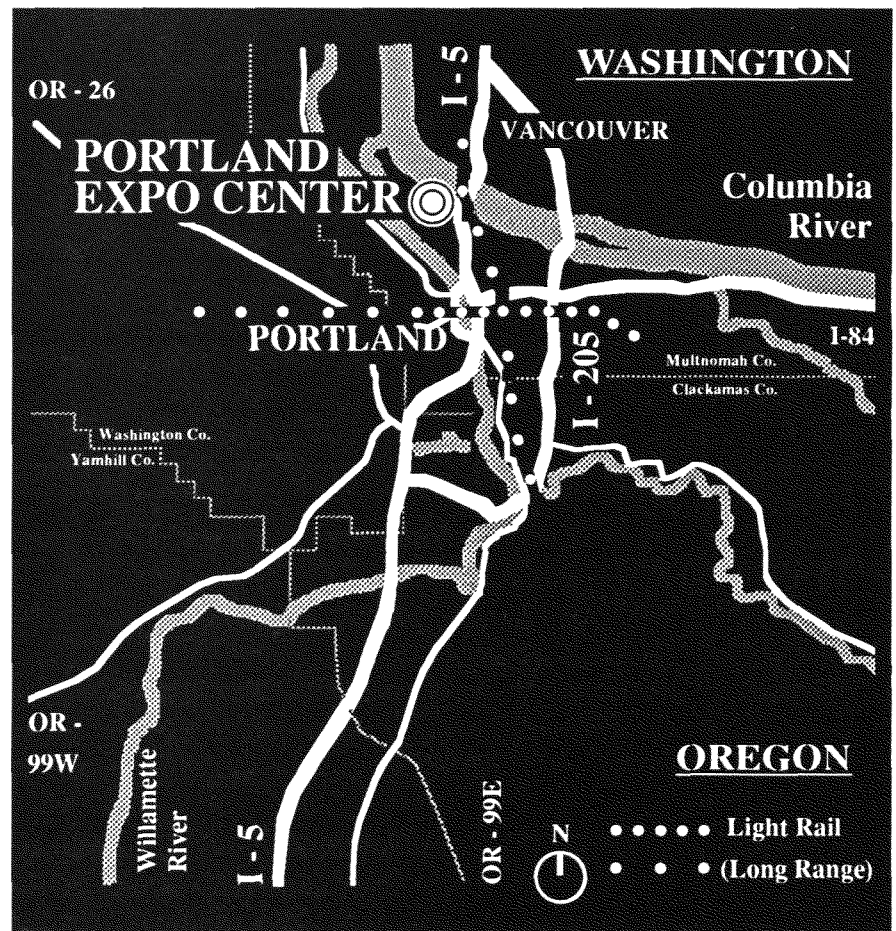 I - 5
WASHINGTON
OR - 26
VANCOUVER
PORTLAND
EXPO CENTER
Columbia
River
PORTLAND
I-84
I - 205
Multnomah Co.
Clackamas Co.
Washington Co.
Yamhill Co.
OR -
99W
Willamette
River
I - 5
OR - 99E
OREGON
N
Light Rail
(Long Range)